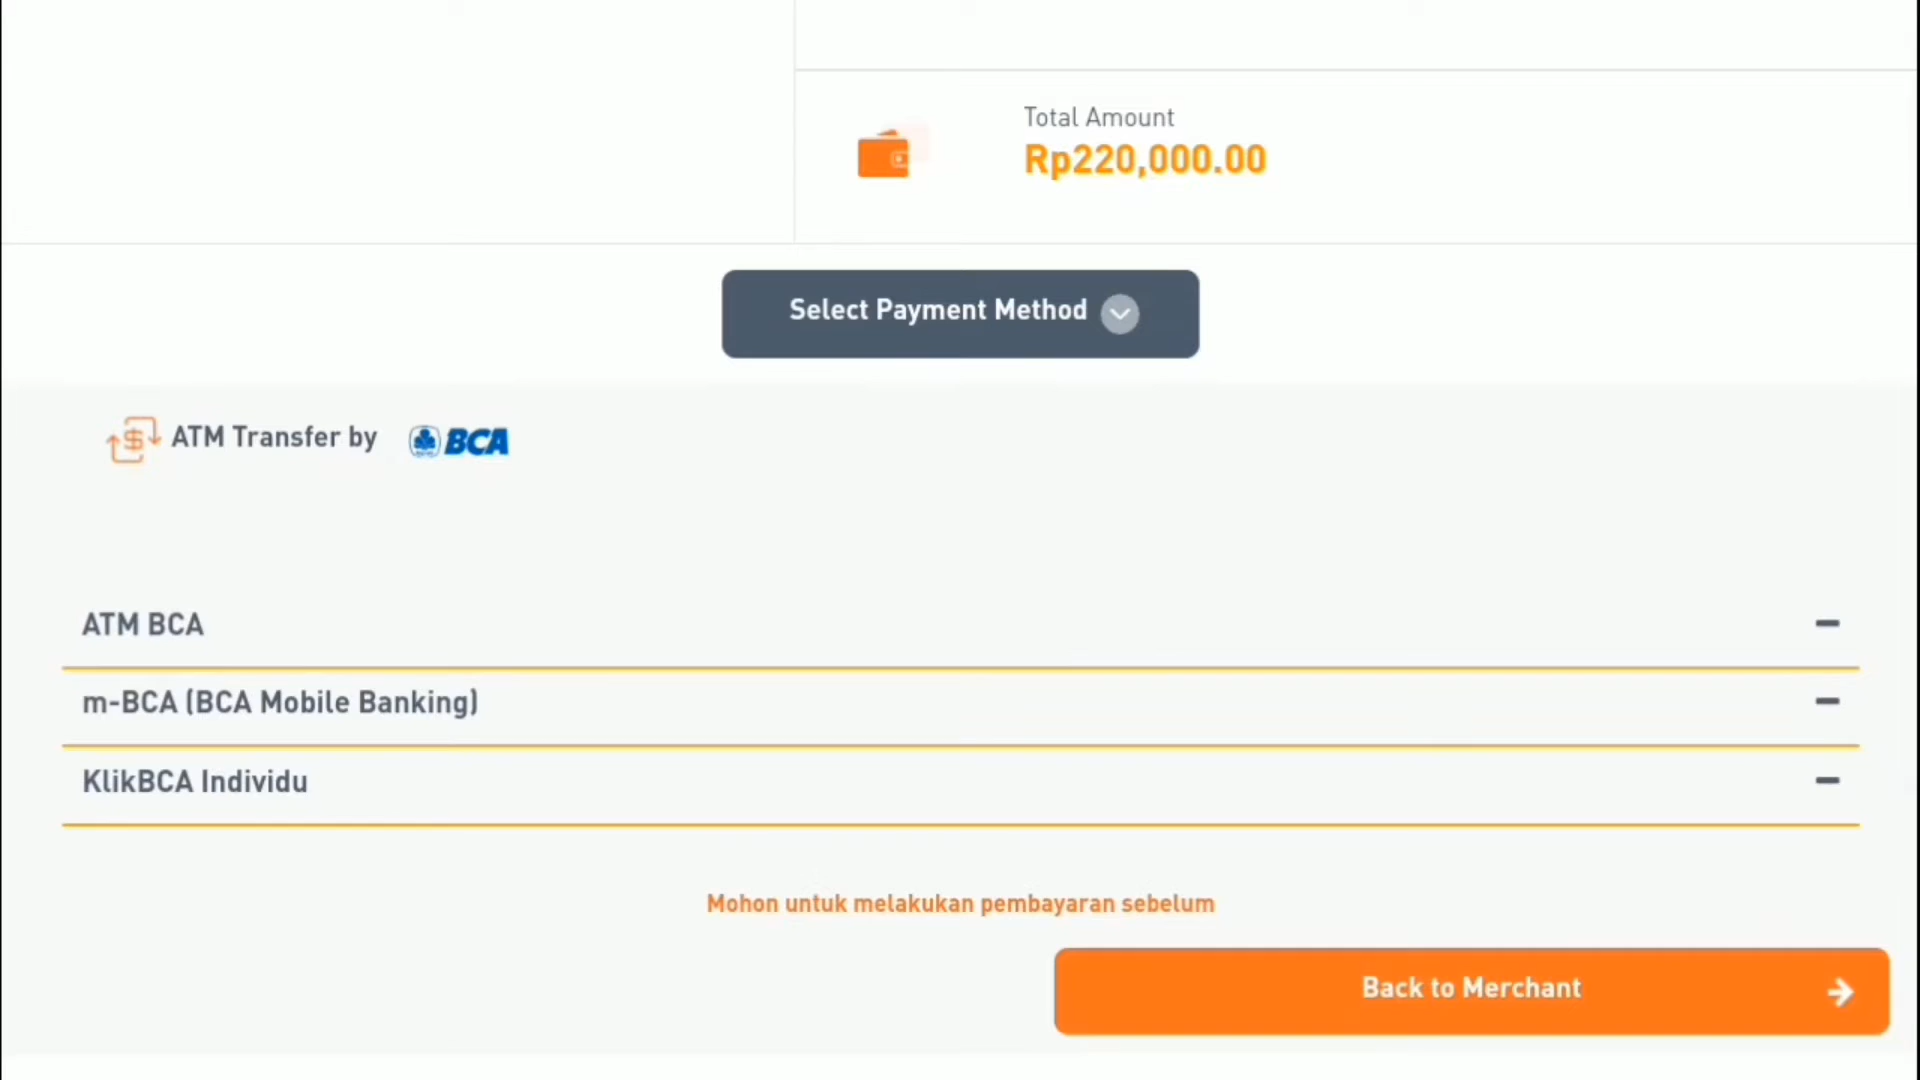 Total Amount
Rp220,000.00
Select Payment Method
ATM Transfer by BCA
ATM BCA
m-BCA (BCA Mobile Banking)
KlikBCA Individu
Mohon untuk melakukan pembayaran sebelum
Back to Merchant